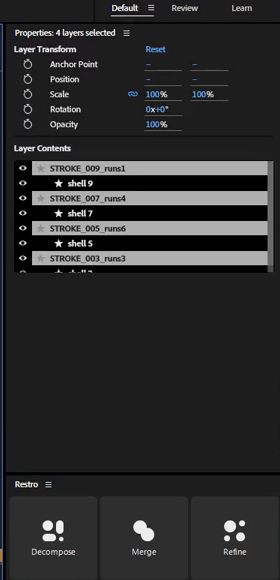 Default Review Learn
Properties: 4 layers selected
Layer Transform Reset
Anchor Point – –
Position – –
Scale 100% 100%
Rotation 0x+0°
Opacity 100%
Layer Contents
STROKE_009_runs1
shell 9
STROKE_007_runs4
shell 7
STROKE_005_runs6
shell 5
STROKE_003_runs3
Restro
Decompose Merge Refine